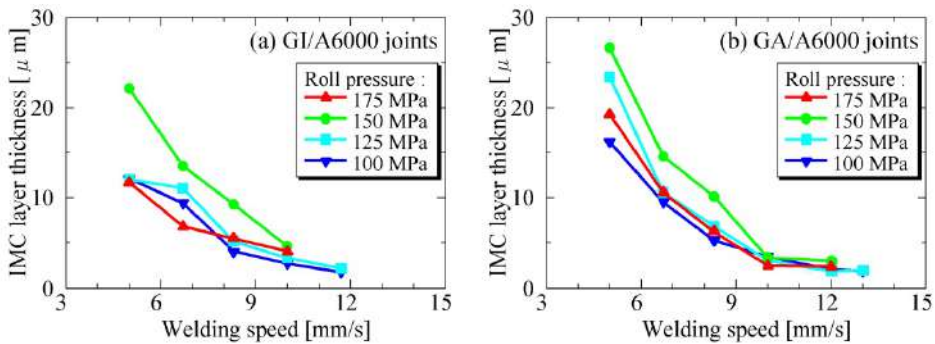 30
20
10
0
IMC layer thickness [ μ m]
(a) GI/A6000 joints
Roll pressure :
175 MPa
150 MPa
125 MPa
100 MPa
3 6 9 12 15
Welding speed [mm/s]
30
20
10
0
IMC layer thickness [ μ m]
(b) GA/A6000 joints
Roll pressure :
175 MPa
150 MPa
125 MPa
100 MPa
3 6 9 12 15
Welding speed [mm/s]